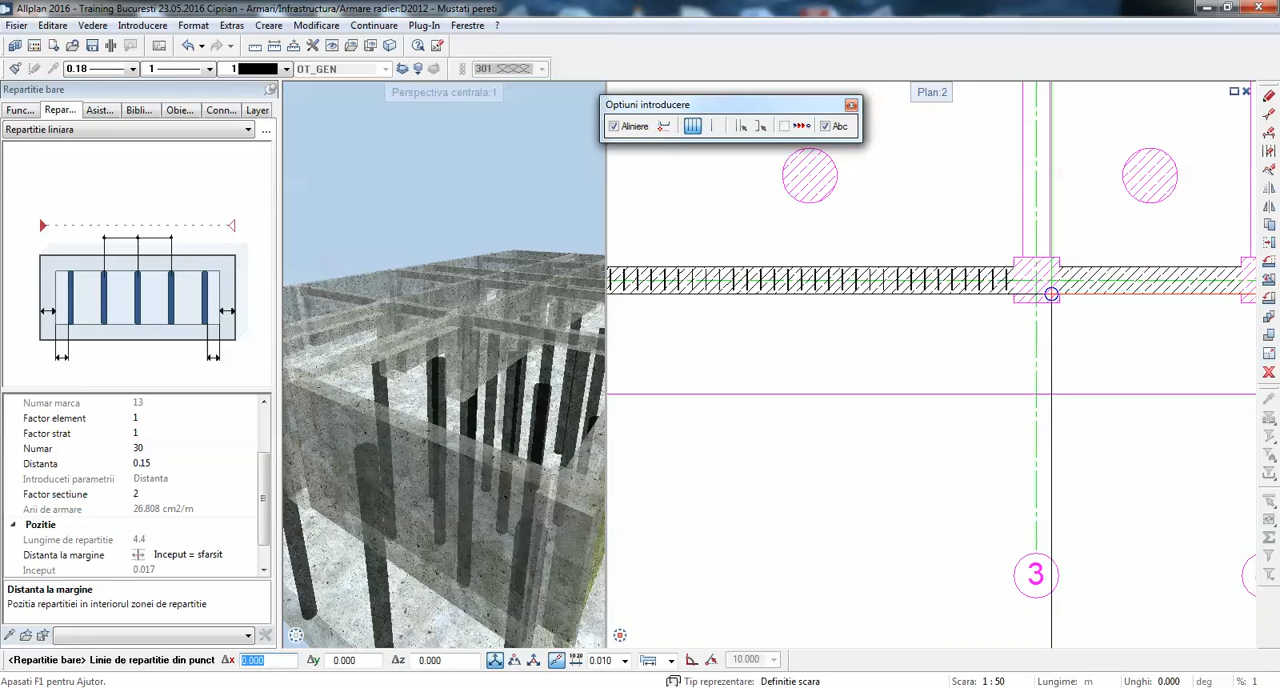 Allplan 2016 - Training Bucuresti 23.05.2016 Ciprian - Armari/Infrastructura/Armare radier:D2012 - Mustati pereti
Fisier Editare Vedere Introducere Format Extras Creare Modificare Continuare Plug-In Fereste ?
0.18 1 1 OT_GEN 301
Repartitie bare
Func... Repar... Asist... Bibli... Obie... Conn... Layer
Repartitie liniara ...
Perspectiva centrala:1
Plan:2
Optiuni introducere
Aliniere Abc
Numar marca 13
Factor element 1
Factor strat 1
Numar 30
Distanta 0.15
Introduceti parametrii Distanta
Factor sectiune 2
Arii de armare 26.808 cm2/m
Pozitie
Lungime de repartitie 4.4
Distanta la margine Inceput = sfarsit
Inceput 0.017
Distanta la margine
Pozitia repartitiei in interiorul zonei de repartitie
3
<Repartitie bare> Linie de repartitie din punct Δx 0.000 Δy 0.000 Δz 0.000 0.010 10.000
Apasati F1 pentru Ajutor. Tip reprezentare: Definitie scara Scara: 1 : 50 Lungime: m Unghi: 0.000 deg %: 1